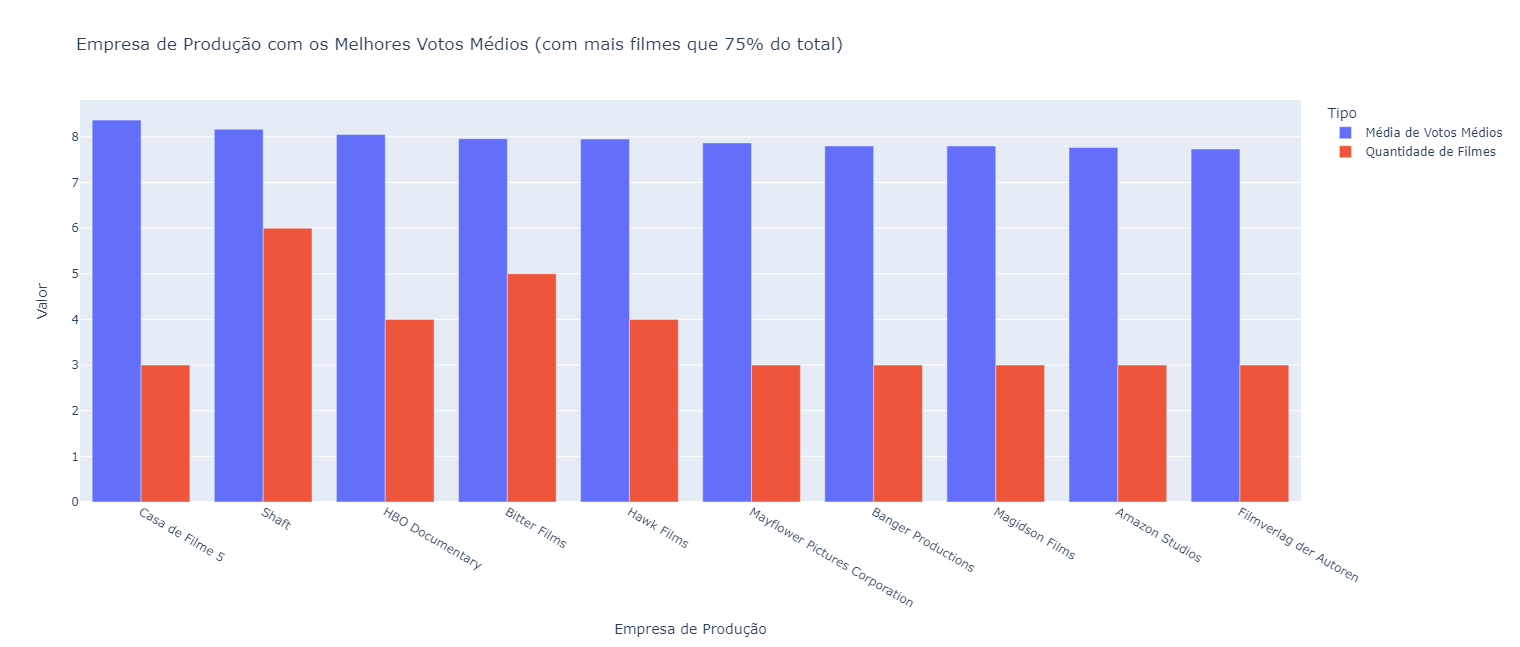 Empresa de Produção com os Melhores Votos Médios (com mais filmes que 75% do total)
Tipo
Média de Votos Médios
Quantidade de Filmes
Valor
8
7
6
5
4
3
2
1
0
Casa de Filme 5
Shaft
HBO Documentary
Bitter Films
Hawk Films
Mayflower Pictures Corporation
Banger Productions
Magidson Films
Amazon Studios
Filmverlag der Autoren
Empresa de Produção